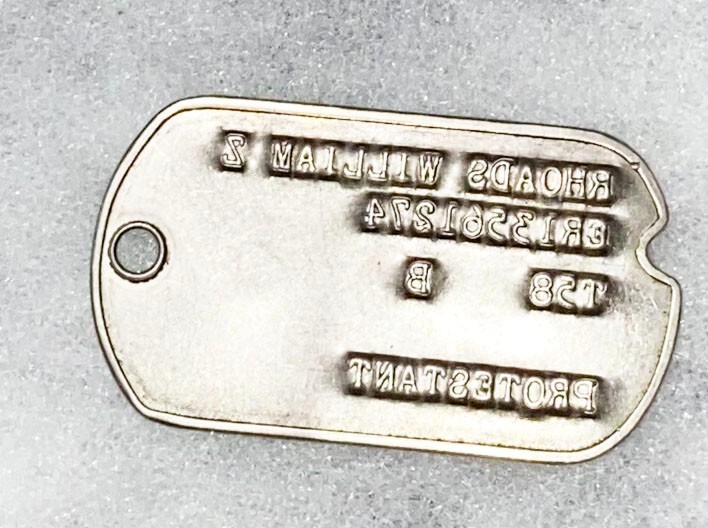 RHOADS WILLIAM Z
ER13561274
T58 B
PROTESTANT